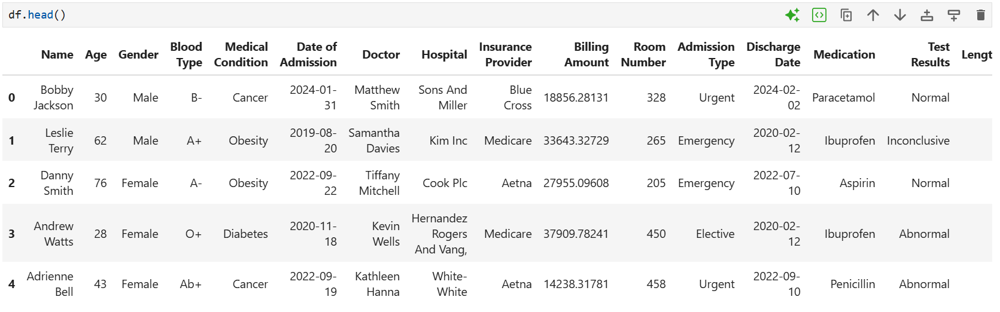 df.head()
Name Age Gender Blood Type Medical Condition Date of Admission Doctor Hospital Insurance Provider Billing Amount Room Number Admission Type Discharge Date Medication Test Results Lengt
0 Bobby Jackson 30 Male B- Cancer 2024-01-31 Matthew Smith Sons And Miller Blue Cross 18856.28131 328 Urgent 2024-02-02 Paracetamol Normal
1 Leslie Terry 62 Male A+ Obesity 2019-08-20 Samantha Davies Kim Inc Medicare 33643.32729 265 Emergency 2020-02-12 Ibuprofen Inconclusive
2 Danny Smith 76 Female A- Obesity 2022-09-22 Tiffany Mitchell Cook Plc Aetna 27955.09608 205 Emergency 2022-07-10 Aspirin Normal
3 Andrew Watts 28 Female O+ Diabetes 2020-11-18 Kevin Wells Hernandez Rogers And Vang, Medicare 37909.78241 450 Elective 2020-02-12 Ibuprofen Abnormal
4 Adrienne Bell 43 Female Ab+ Cancer 2022-09-19 Kathleen Hanna White-White Aetna 14238.31781 458 Urgent 2022-09-10 Penicillin Abnormal